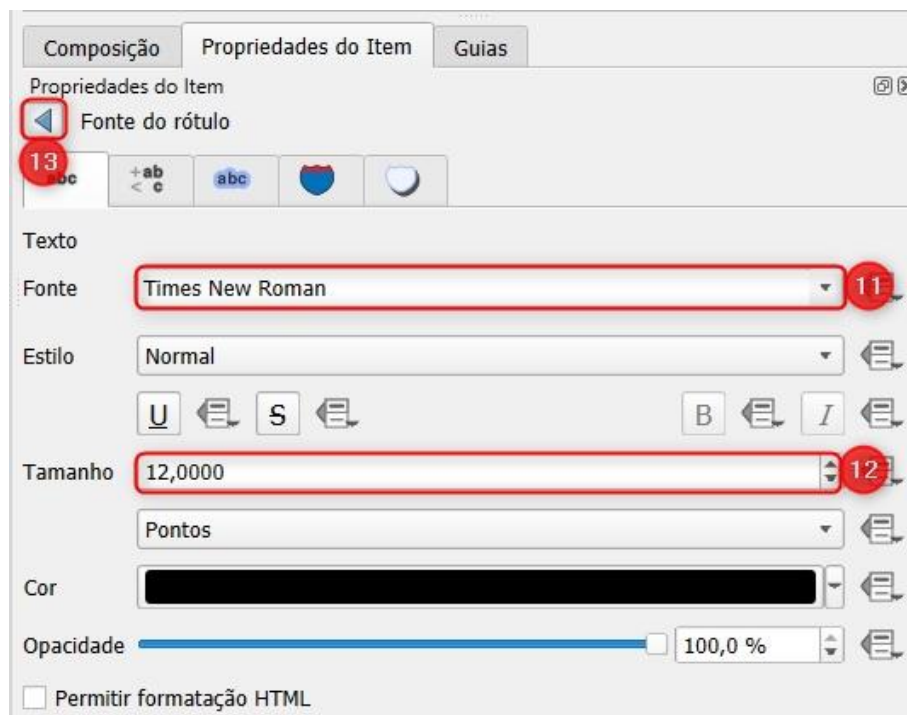 Composição Propriedades do Item Guias
Propriedades do Item
Fonte do rótulo
13
abc +ab < c abc
Texto
Fonte Times New Roman 11
Estilo Normal
U S B I
Tamanho 12,0000 12
Pontos
Cor
Opacidade 100,0 %
Permitir formatação HTML